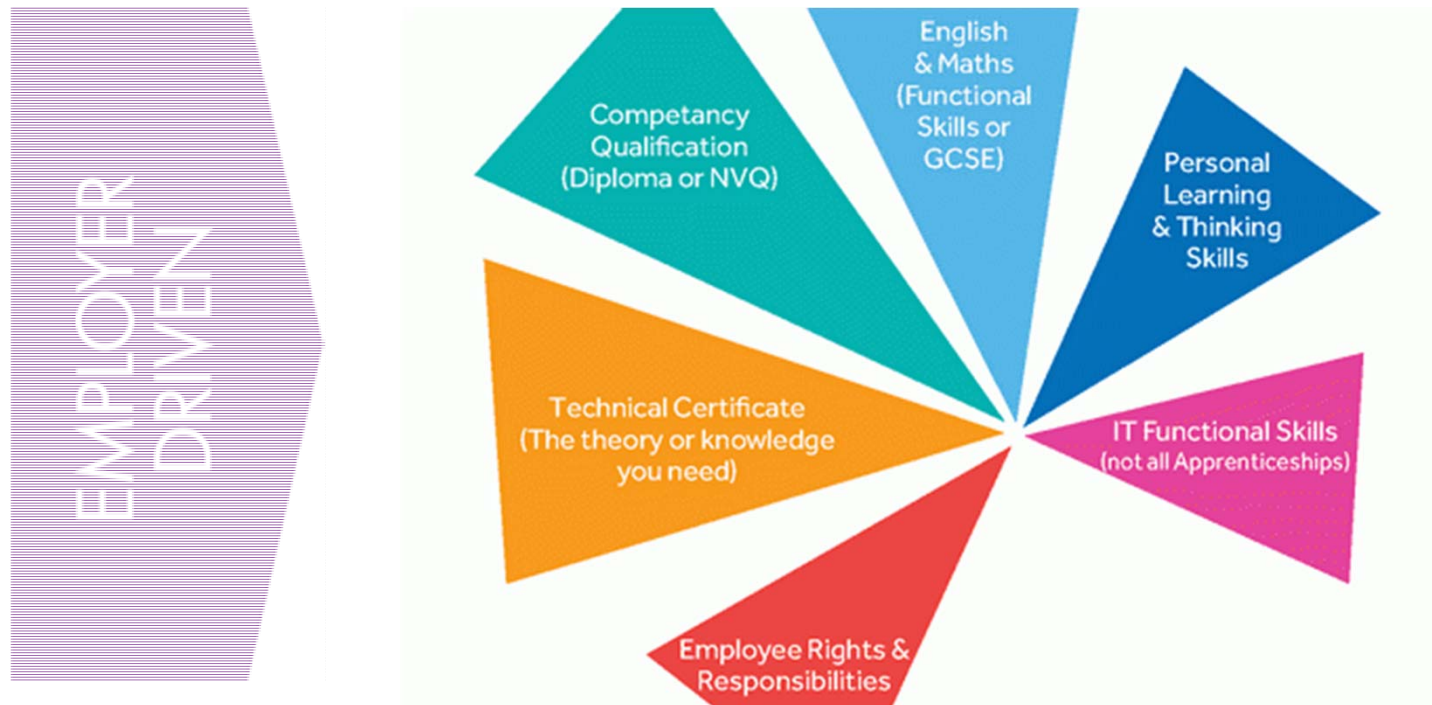 EMPLOYER
DRIVEN
English
& Maths
(Functional
Skills or
GCSE)
Competancy
Qualification
(Diploma or NVQ)
Personal
Learning
& Thinking
Skills
Technical Certificate
(The theory or knowledge
you need)
IT Functional Skills
(not all Apprenticeships)
Employee Rights &
Responsibilities